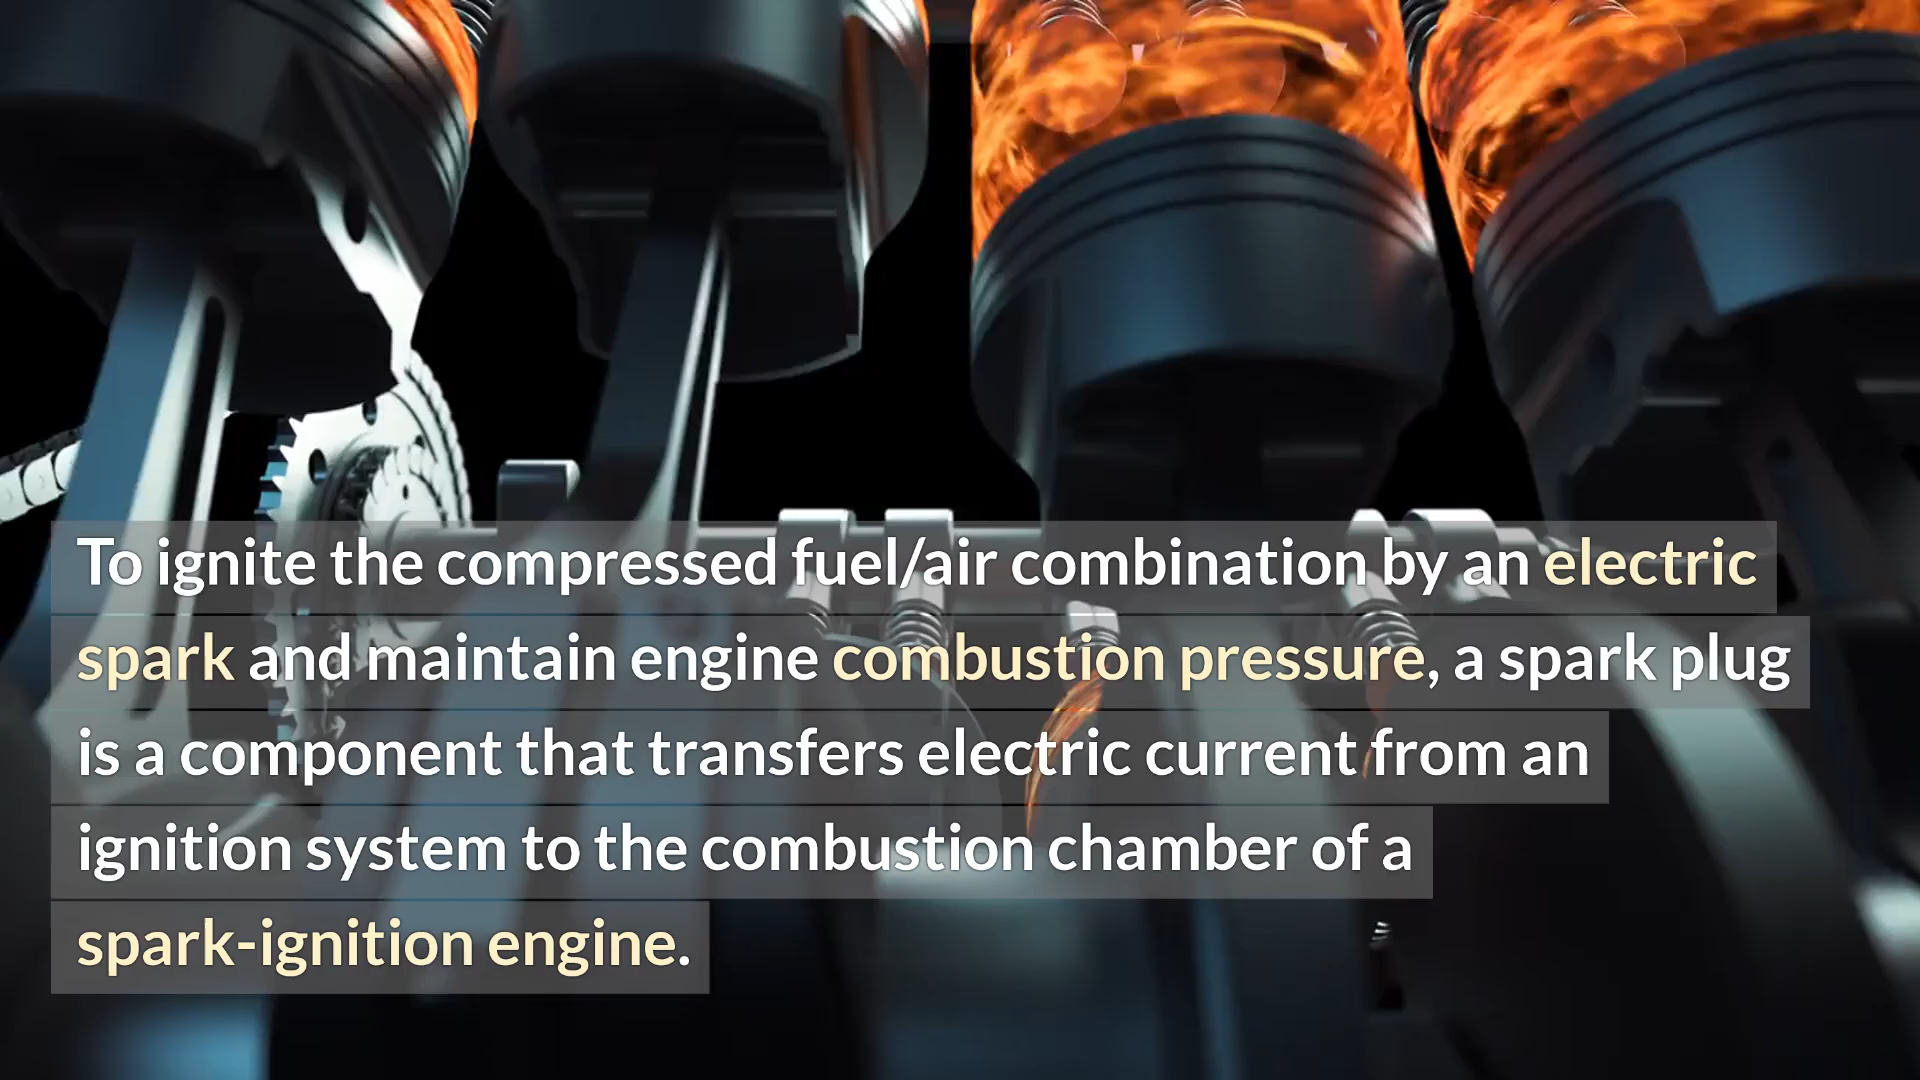 To ignite the compressed fuel/air combination by an electric
spark and maintain engine combustion pressure, a spark plug
is a component that transfers electric current from an
ignition system to the combustion chamber of a
spark-ignition engine.